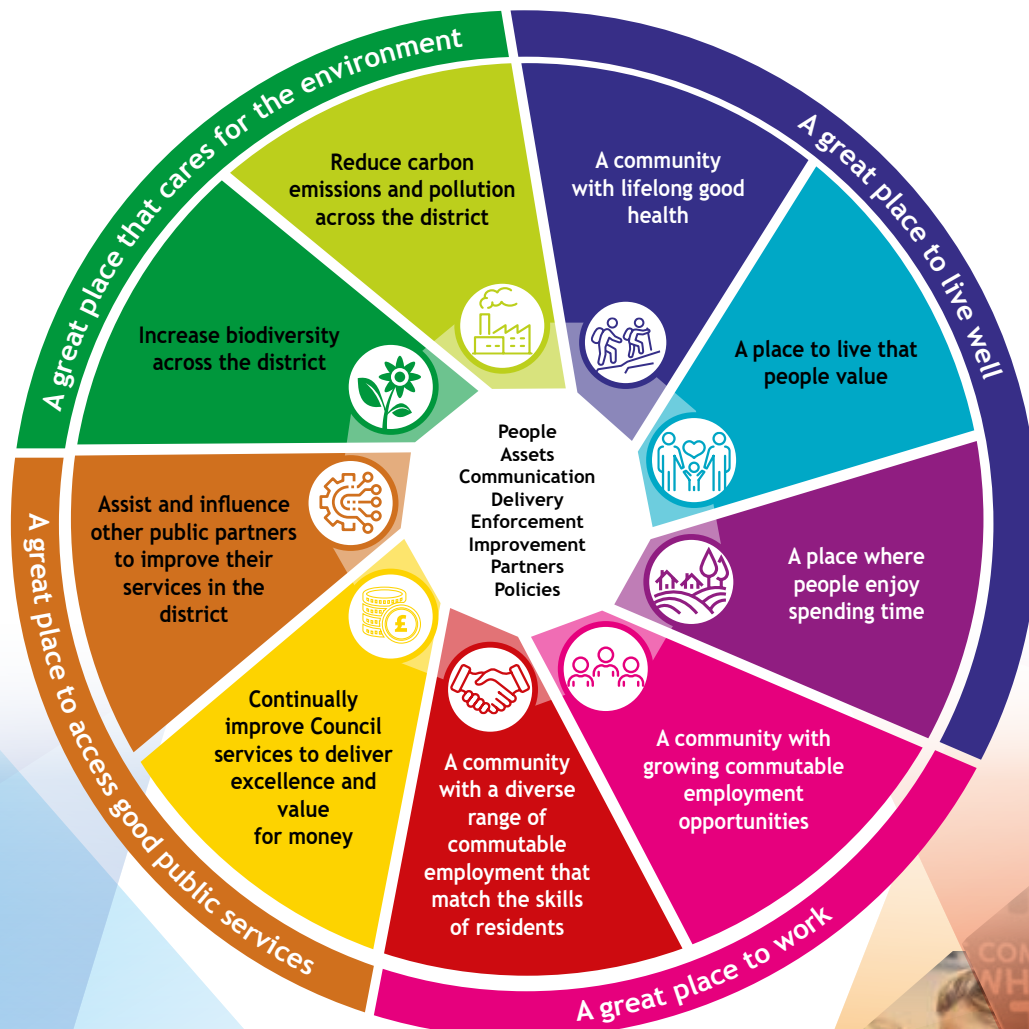 A great place that cares for the environment
A great place to live well
A great place to work
A great place to access good public services
Reduce carbon
emissions and pollution
across the district
A community
with lifelong good
health
A place to live that
people value
A place where
people enjoy
spending time
A community with
growing commutable
employment
opportunities
A community
with a diverse
range of
commutable
employment that
match the skills
of residents
Continually
improve Council
services to deliver
excellence and
value
for money
Assist and influence
other public partners
to improve their
services in the
district
Increase biodiversity
across the district
People
Assets
Communication
Delivery
Enforcement
Improvement
Partners
Policies
£